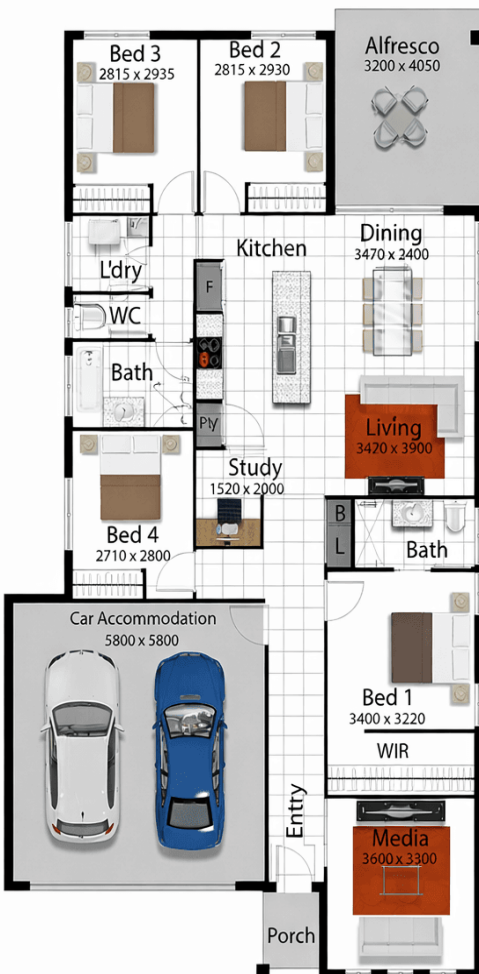 Bed 3
2815 x 2935
Bed 2
2815 x 2930
Alfresco
3200 x 4050
Kitchen
Dining
3470 x 2400
L'dry
F
WC
Bath
Pty
Living
3420 x 3900
Study
1520 x 2000
Bed 4
2710 x 2800
B
L
Bath
Car Accommodation
5800 x 5800
Bed 1
3400 x 3220
WIR
Entry
Media
3600 x 3300
Porch